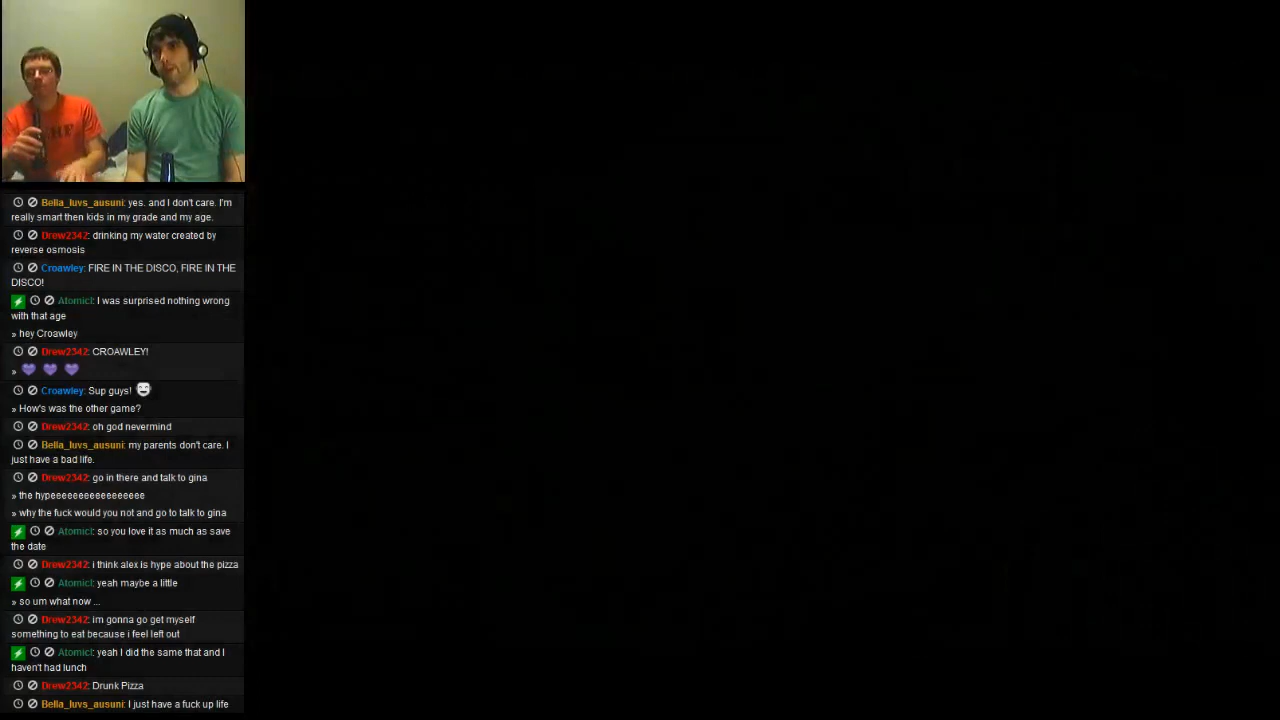 Bella_luvs_ausuni: yes. and I don't care. I'm
really smart then kids in my grade and my age.
Drew2342: drinking my water created by
reverse osmosis
Croawley: FIRE IN THE DISCO, FIRE IN THE
DISCO!
Atomicl: I was surprised nothing wrong
with that age
» hey Croawley
Drew2342: CROAWLEY!
»
Croawley: Sup guys!
» How's was the other game?
Drew2342: oh god nevermind
Bella_luvs_ausuni: my parents don't care. I
just have a bad life.
Drew2342: go in there and talk to gina
» the hypeeeeeeeeeeeeeeeee
» why the fuck would you not and go to talk to gina
Atomicl: so you love it as much as save
the date
Drew2342: i think alex is hype about the pizza
Atomicl: yeah maybe a little
» so um what now ...
Drew2342: im gonna go get myself
something to eat because i feel left out
Atomicl: yeah I did the same that and I
haven't had lunch
Drew2342: Drunk Pizza
Bella_luvs_ausuni: I just have a fuck up life